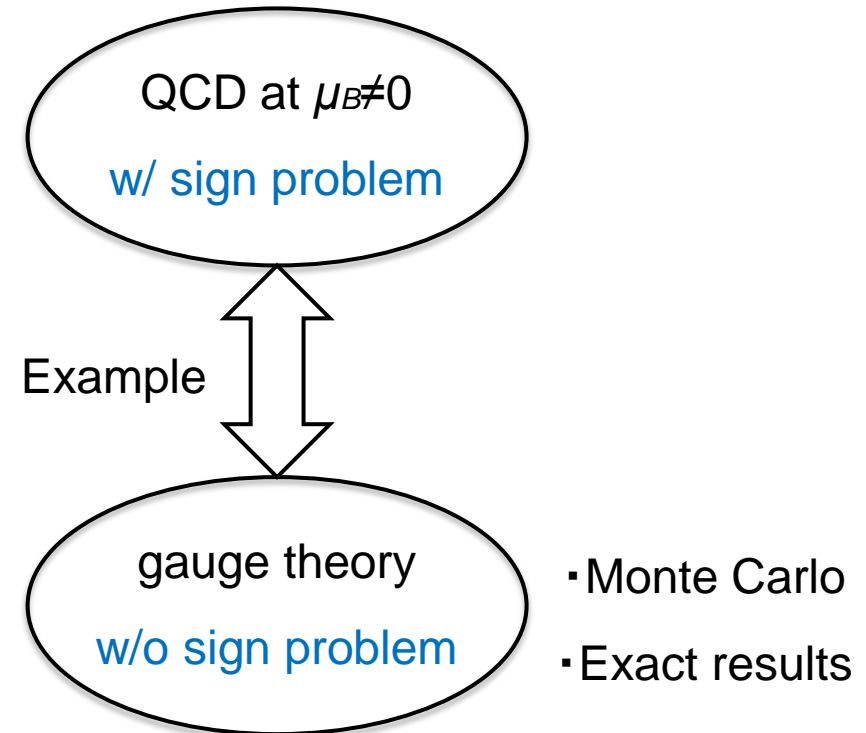 QCD at μB≠0
w/ sign problem
Example
gauge theory
w/o sign problem
・Monte Carlo
・Exact results